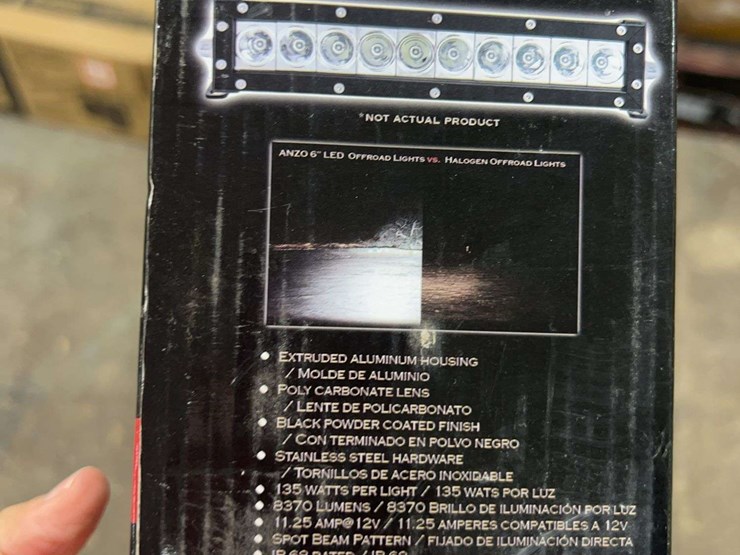 *NOT ACTUAL PRODUCT
ANZO 6" LED OFFROAD LIGHTS VS. HALOGEN OFFROAD LIGHTS
• EXTRUDED ALUMINUM HOUSING
/ MOLDE DE ALUMINIO
• POLY CARBONATE LENS
/ LENTE DE POLICARBONATO
• BLACK POWDER COATED FINISH
/ CON TERMINADO EN POLVO NEGRO
• STAINLESS STEEL HARDWARE
/ TORNILLOS DE ACERO INOXIDABLE
• 135 WATTS PER LIGHT / 135 WATS POR LUZ
• 8370 LUMENS / 8370 BRILLO DE ILUMINACIÓN POR LUZ
• 11.25 AMP@12V / 11.25 AMPERES COMPATIBLES A 12V
• SPOT BEAM PATTERN / FIJADO DE ILUMINACIÓN DIRECTA